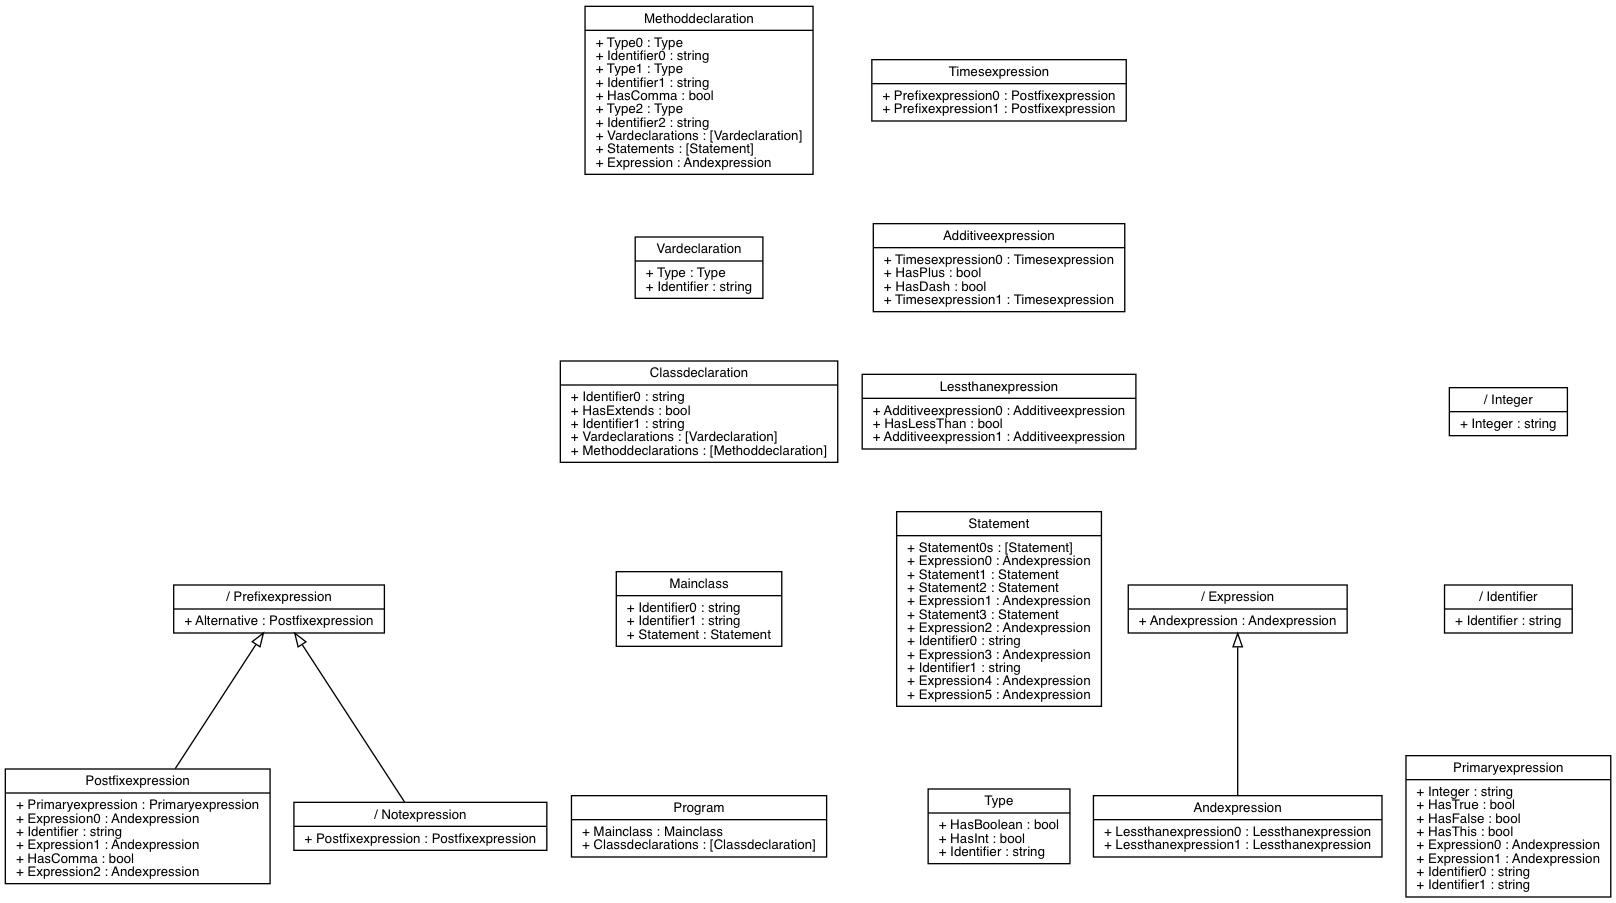 Methoddeclaration
+ Type0 : Type
+ Identifier0 : string
+ Type1 : Type
+ Identifier1 : string
+ HasComma : bool
+ Type2 : Type
+ Identifier2 : string
+ Vardeclarations : [Vardeclaration]
+ Statements : [Statement]
+ Expression : Andexpression
Timesexpression
+ Prefixexpression0 : Postfixexpression
+ Prefixexpression1 : Postfixexpression
Vardeclaration
+ Type : Type
+ Identifier : string
Additiveexpression
+ Timesexpression0 : Timesexpression
+ HasPlus : bool
+ HasDash : bool
+ Timesexpression1 : Timesexpression
Classdeclaration
+ Identifier0 : string
+ HasExtends : bool
+ Identifier1 : string
+ Vardeclarations : [Vardeclaration]
+ Methoddeclarations : [Methoddeclaration]
Lessthanexpression
+ Additiveexpression0 : Additiveexpression
+ HasLessThan : bool
+ Additiveexpression1 : Additiveexpression
/ Integer
+ Integer : string
/ Prefixexpression
+ Alternative : Postfixexpression
Mainclass
+ Identifier0 : string
+ Identifier1 : string
+ Statement : Statement
Statement
+ Statement0s : [Statement]
+ Expression0 : Andexpression
+ Statement1 : Statement
+ Statement2 : Statement
+ Expression1 : Andexpression
+ Statement3 : Statement
+ Expression2 : Andexpression
+ Identifier0 : string
+ Expression3 : Andexpression
+ Identifier1 : string
+ Expression4 : Andexpression
+ Expression5 : Andexpression
/ Expression
+ Andexpression : Andexpression
/ Identifier
+ Identifier : string
Postfixexpression
+ Primaryexpression : Primaryexpression
+ Expression0 : Andexpression
+ Identifier : string
+ Expression1 : Andexpression
+ HasComma : bool
+ Expression2 : Andexpression
/ Notexpression
+ Postfixexpression : Postfixexpression
Program
+ Mainclass : Mainclass
+ Classdeclarations : [Classdeclaration]
Type
+ HasBoolean : bool
+ HasInt : bool
+ Identifier : string
Andexpression
+ Lessthanexpression0 : Lessthanexpression
+ Lessthanexpression1 : Lessthanexpression
Primaryexpression
+ Integer : string
+ HasTrue : bool
+ HasFalse : bool
+ HasThis : bool
+ Expression0 : Andexpression
+ Expression1 : Andexpression
+ Identifier0 : string
+ Identifier1 : string